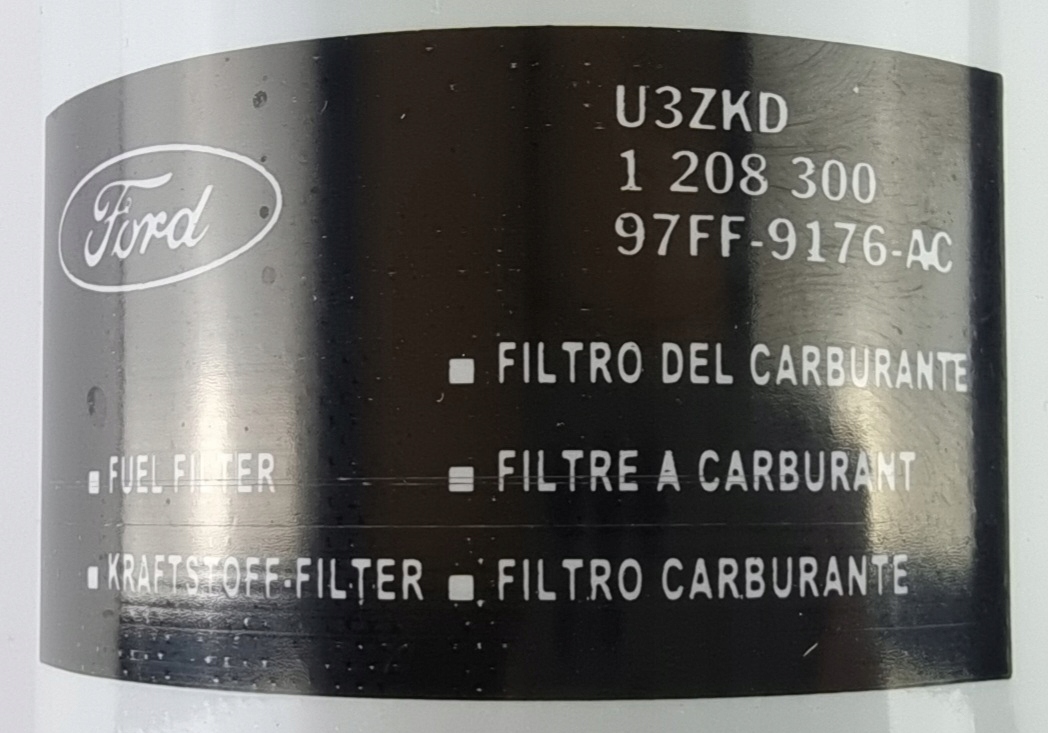 Ford
U3ZKD
1 208 300
97FF-9176-AC
FILTRO DEL CARBURANTE
FUEL FILTER
FILTRE A CARBURANT
KRAFTSTOFF-FILTER
FILTRO CARBURANTE